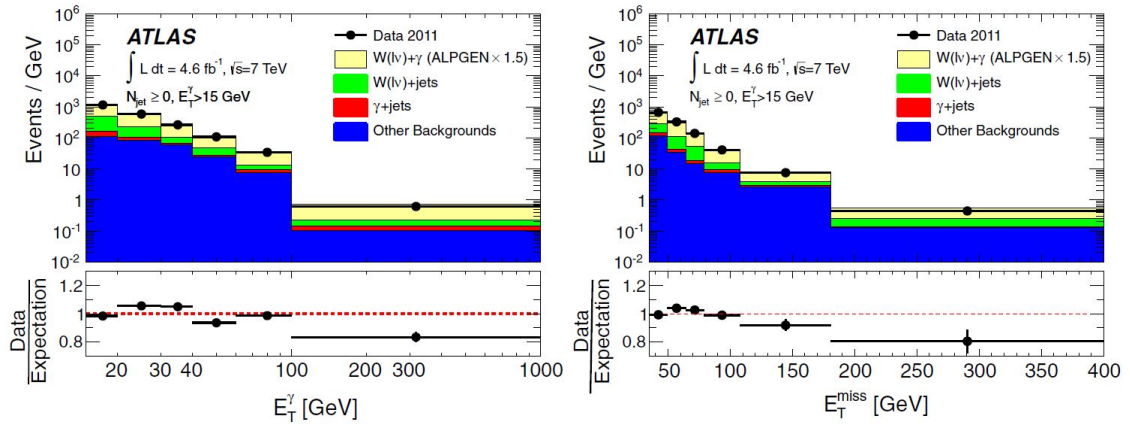 10⁶
10⁵
10⁴
10³
10²
10
1
10⁻¹
10⁻²
Events / GeV
ATLAS
∫ L dt = 4.6 fb⁻¹, √s=7 TeV
N_jet ≥ 0, E_T^γ>15 GeV
Data 2011
W(lν)+γ (ALPGEN × 1.5)
W(lν)+jets
γ+jets
Other Backgrounds
Data
Expectation
1.2
1
0.8
20 30 40 100 200 300 1000
E_T^γ [GeV]
10⁶
10⁵
10⁴
10³
10²
10
1
10⁻¹
10⁻²
Events / GeV
ATLAS
∫ L dt = 4.6 fb⁻¹, √s=7 TeV
N_jet ≥ 0, E_T^γ>15 GeV
Data 2011
W(lν)+γ (ALPGEN × 1.5)
W(lν)+jets
γ+jets
Other Backgrounds
Data
Expectation
1.2
1
0.8
50 100 150 200 250 300 350 400
E_T^miss [GeV]